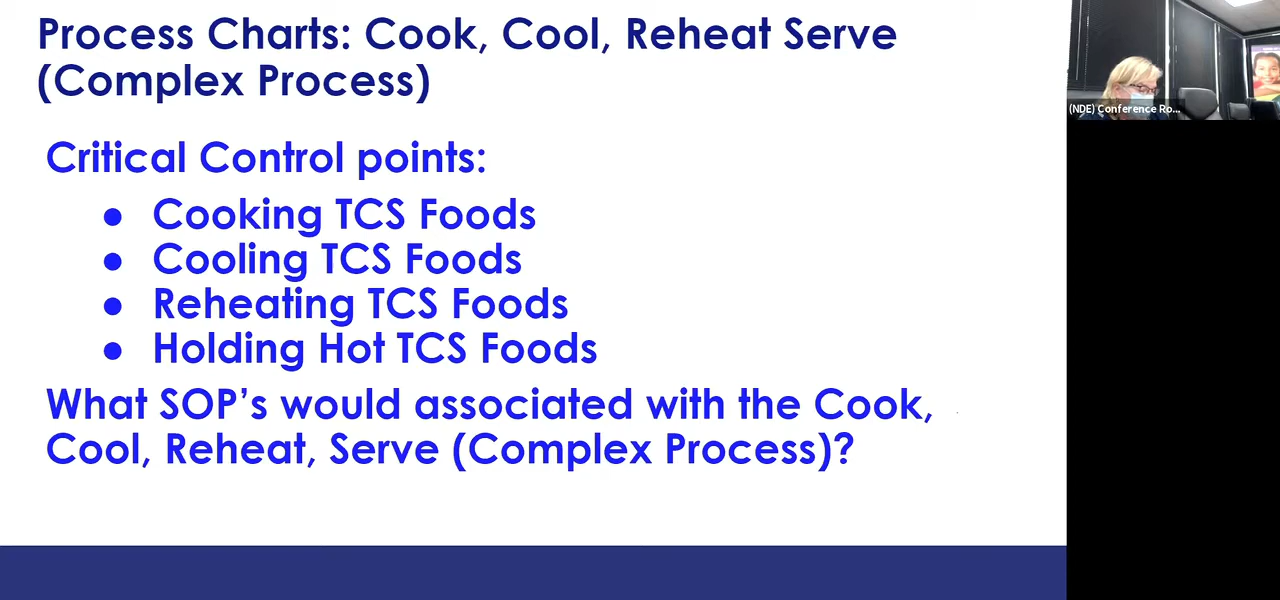 Process Charts: Cook, Cool, Reheat Serve
(Complex Process)
Critical Control points:
● Cooking TCS Foods
● Cooling TCS Foods
● Reheating TCS Foods
● Holding Hot TCS Foods
What SOP’s would associated with the Cook,
Cool, Reheat, Serve (Complex Process)?
(NDE) Conference Ro...